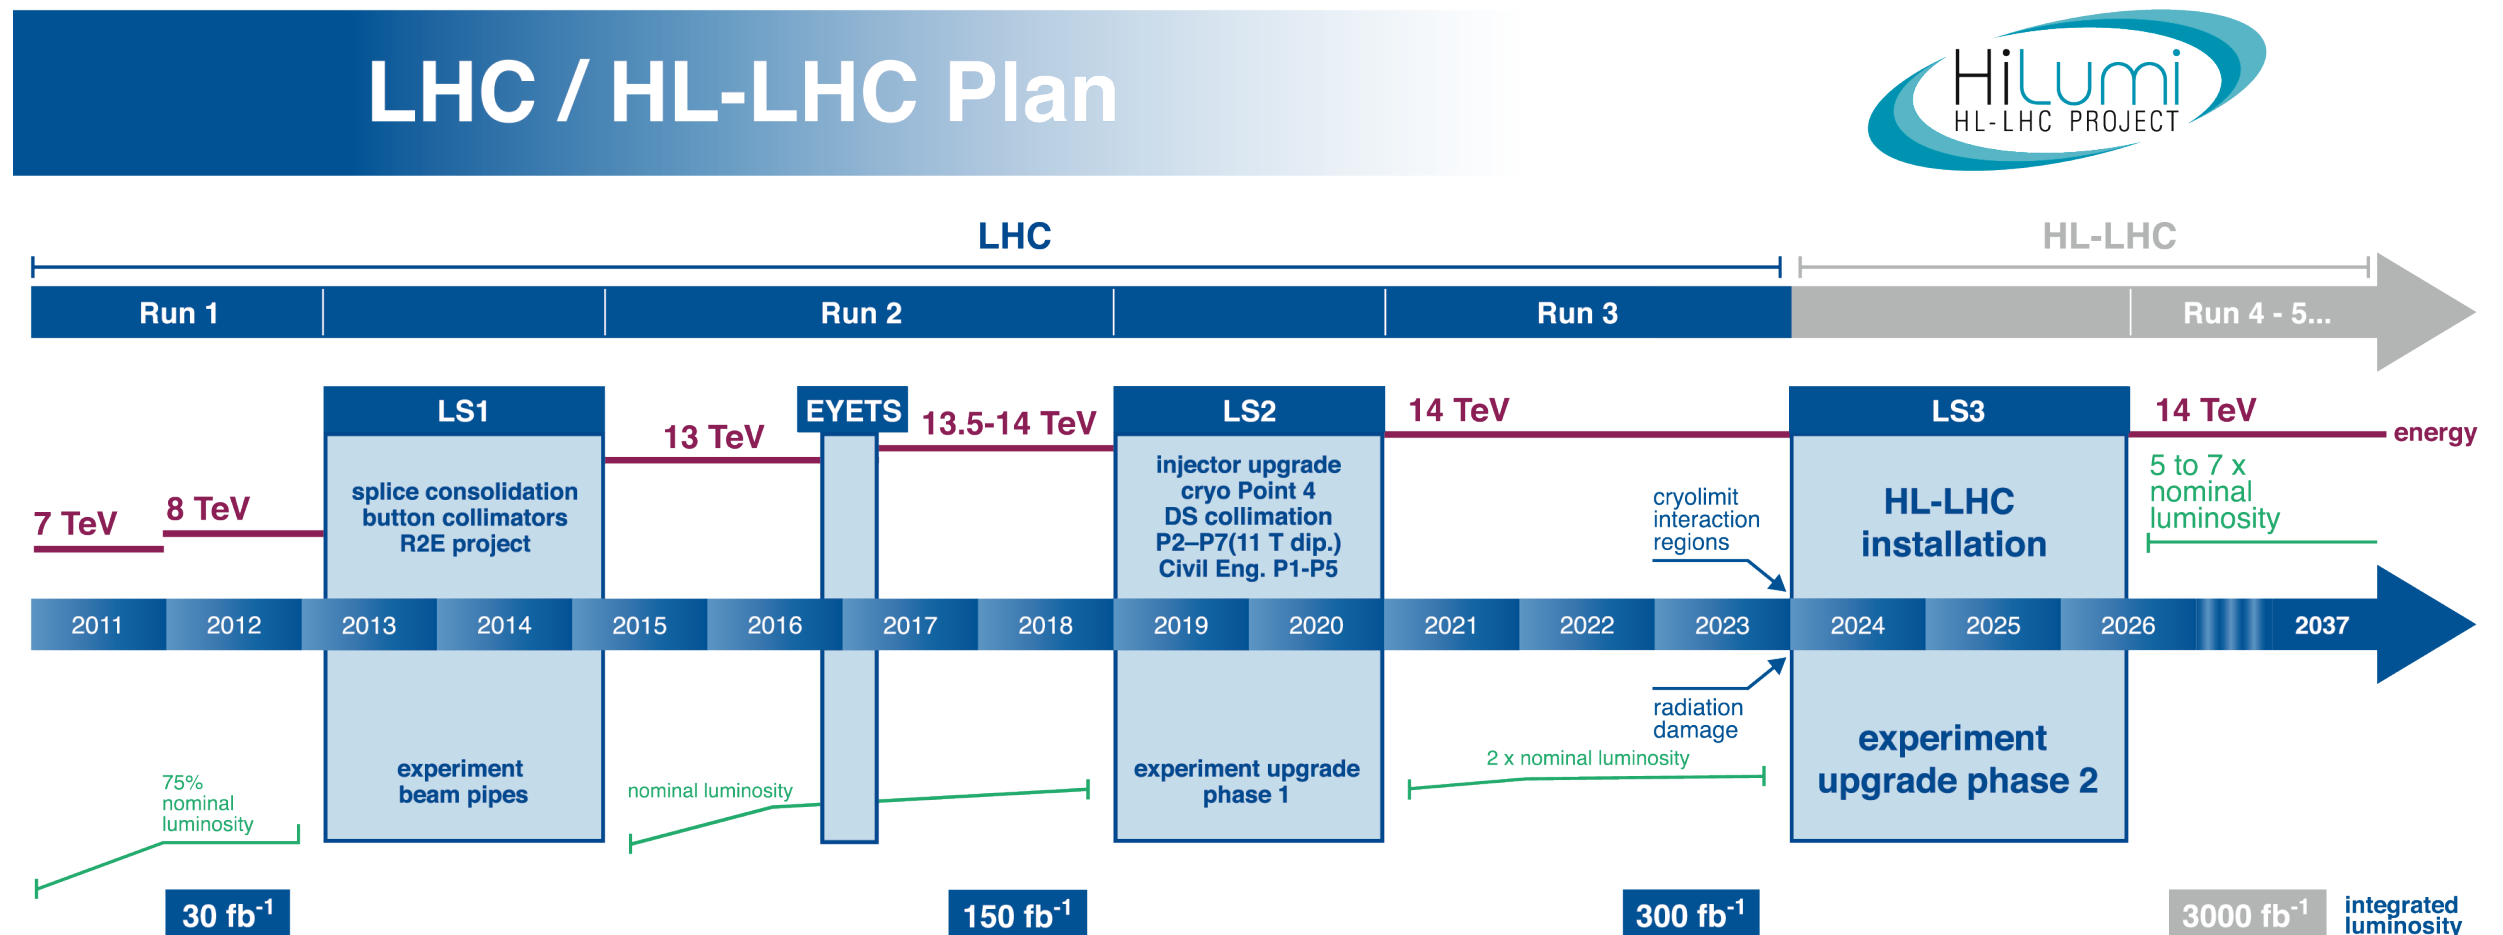 LHC / HL-LHC Plan
HiLumi
HL-LHC PROJECT
LHC
HL-LHC
Run 1
Run 2
Run 3
Run 4 - 5...
LS1
EYETS
LS2
LS3
7 TeV
8 TeV
13 TeV
13.5-14 TeV
14 TeV
14 TeV
energy
splice consolidation
button collimators
R2E project
injector upgrade
cryo Point 4
DS collimation
P2–P7(11 T dip.)
Civil Eng. P1-P5
cryolimit
interaction
regions
HL-LHC
installation
5 to 7 x
nominal
luminosity
2011
2012
2013
2014
2015
2016
2017
2018
2019
2020
2021
2022
2023
2024
2025
2026
2037
radiation
damage
75%
nominal
luminosity
experiment
beam pipes
nominal luminosity
experiment upgrade
phase 1
2 x nominal luminosity
experiment
upgrade phase 2
30 fb-1
150 fb-1
300 fb-1
3000 fb-1
integrated
luminosity